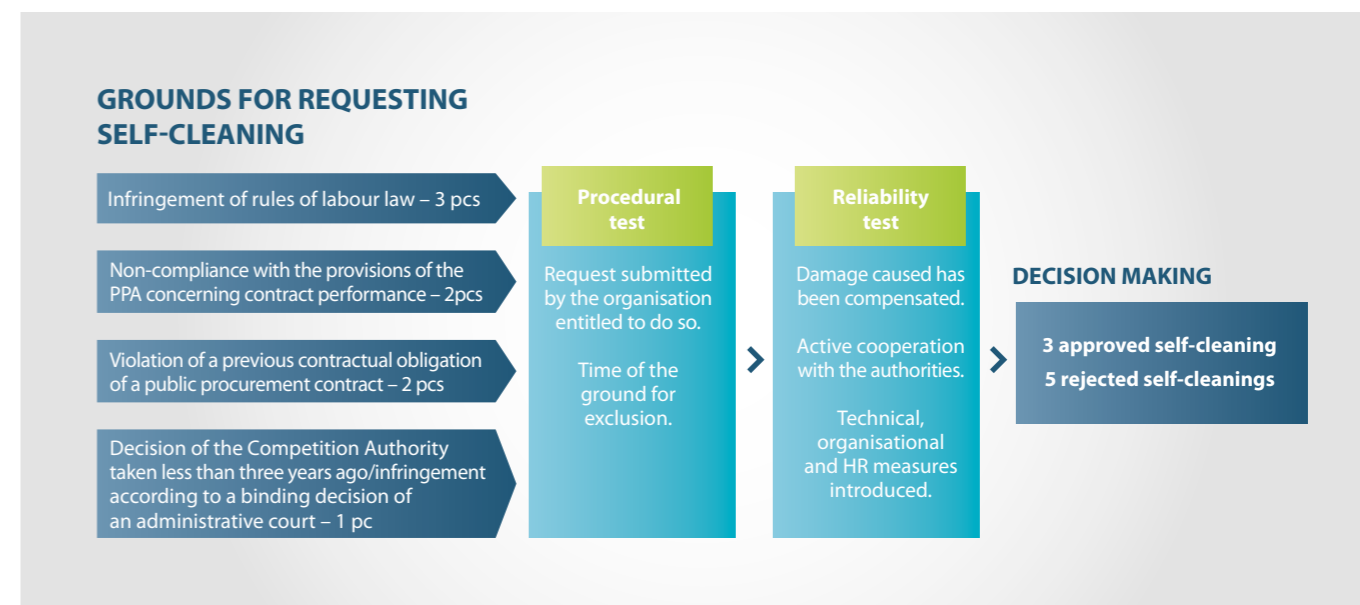 GROUNDS FOR REQUESTING
SELF-CLEANING
Infringement of rules of labour law – 3 pcs
Non-compliance with the provisions of the
PPA concerning contract performance – 2pcs
Violation of a previous contractual obligation
of a public procurement contract – 2 pcs
Decision of the Competition Authority
taken less than three years ago/infringement
according to a binding decision of
an administrative court – 1 pc
Procedural
test
Request submitted
by the organisation
entitled to do so.
Time of the
ground for
exclusion.
Reliability
test
Damage caused has
been compensated.
Active cooperation
with the authorities.
Technical,
organisational
and HR measures
introduced.
DECISION MAKING
3 approved self-cleaning
5 rejected self-cleanings